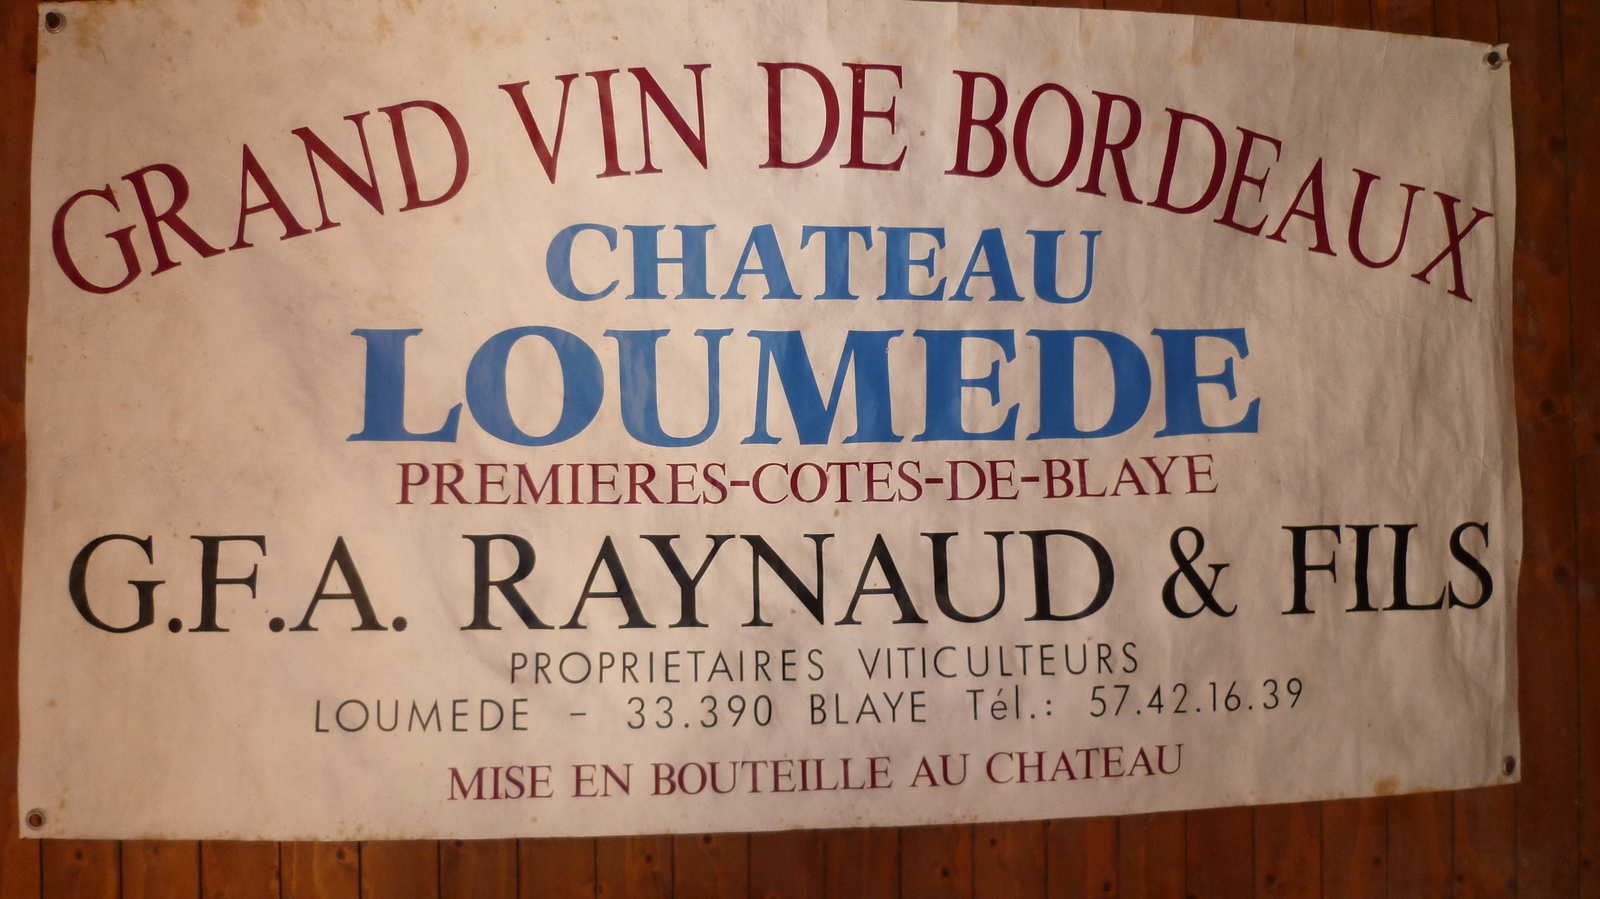 GRAND VIN DE BORDEAUX
CHATEAU
LOUMEDE
PREMIERES-COTES-DE-BLAYE
G.F.A. RAYNAUD & FILS
PROPRIETAIRES VITICULTEURS
LOUMEDE - 33.390 BLAYE Tél.: 57.42.16.39
MISE EN BOUTEILLE AU CHATEAU